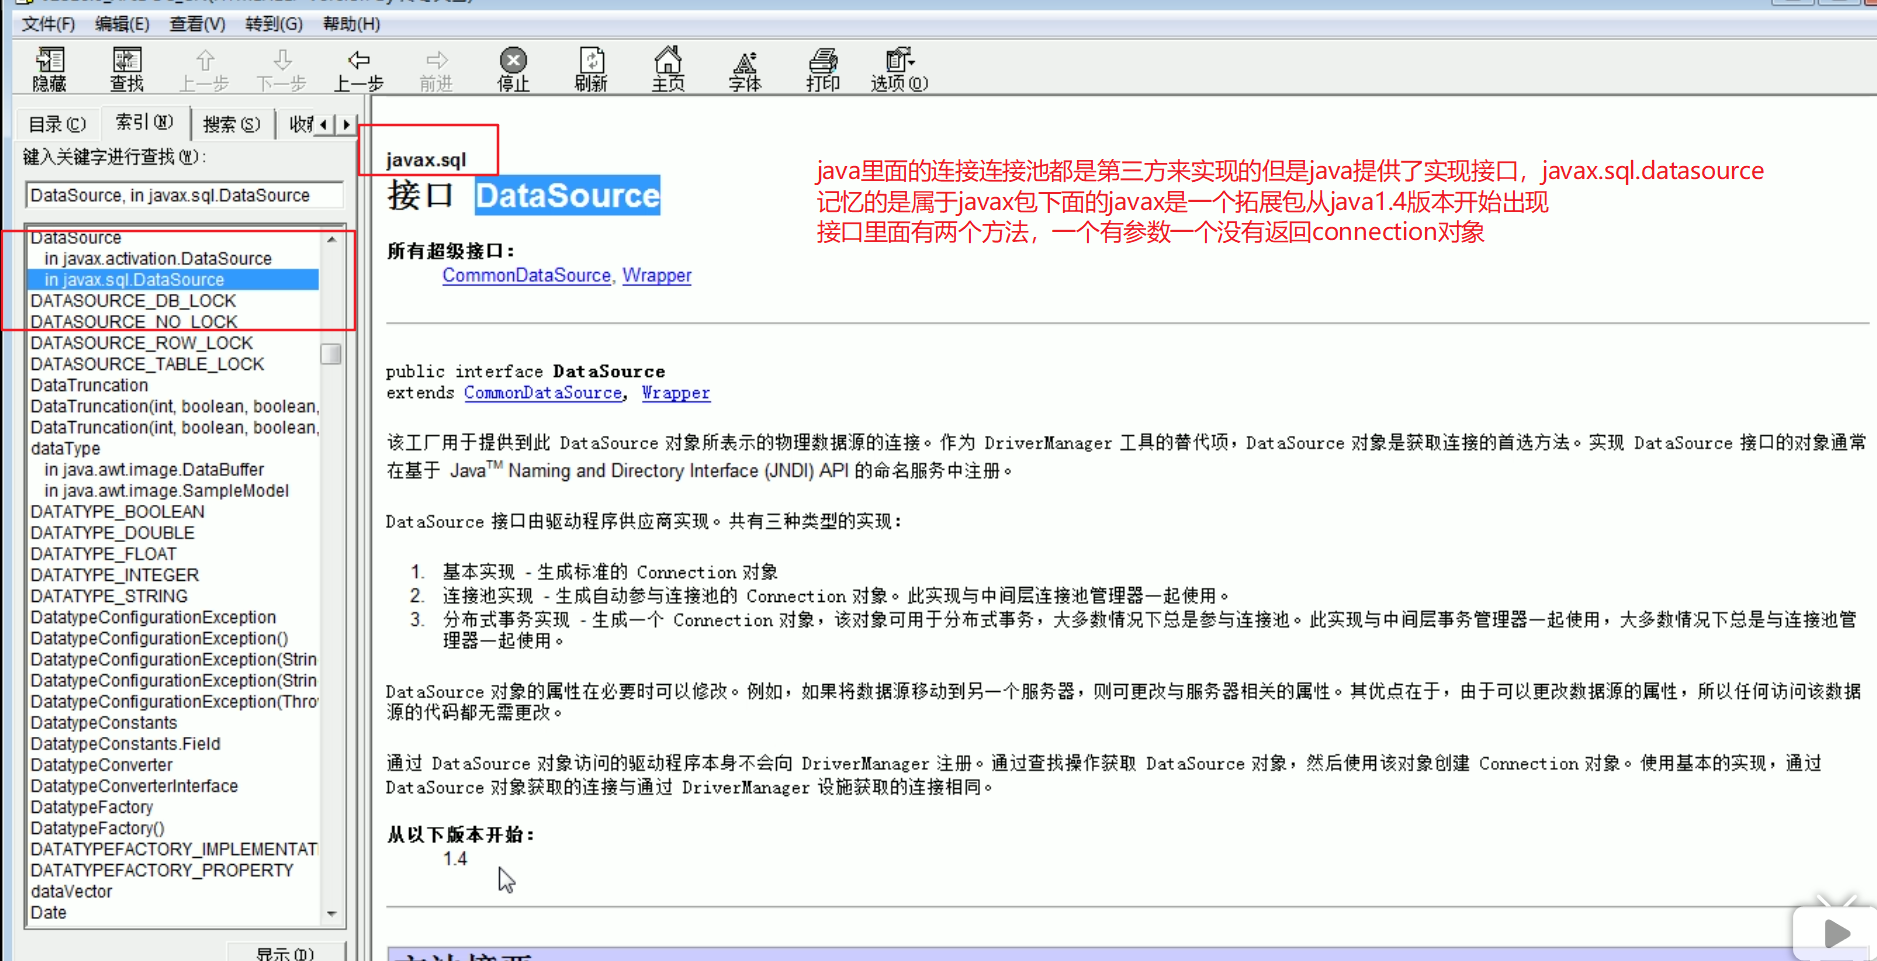 文件(F) 编辑(E) 查看(V) 转到(G) 帮助(H)
隐藏 查找 上一步 下一步 上一步 前进 停止 刷新 主页 字体 打印 选项(O)
目录(C) 索引(N) 搜索(S)
键入关键字进行查找(W):
DataSource, in javax.sql.DataSource
DataSource
in javax.activation.DataSource
in javax.sql.DataSource
DATASOURCE_DB_LOCK
DATASOURCE_NO_LOCK
DATASOURCE_ROW_LOCK
DATASOURCE_TABLE_LOCK
DataTruncation
DataTruncation(int, boolean, boolean,
DataTruncation(int, boolean, boolean,
dataType
in java.awt.image.DataBuffer
in java.awt.image.SampleModel
DATATYPE_BOOLEAN
DATATYPE_DOUBLE
DATATYPE_FLOAT
DATATYPE_INTEGER
DATATYPE_STRING
DatatypeConfigurationException
DatatypeConfigurationException()
DatatypeConfigurationException(Strin
DatatypeConfigurationException(Strin
DatatypeConfigurationException(Thro
DatatypeConstants
DatatypeConstants.Field
DatatypeConverter
DatatypeConverterInterface
DatatypeFactory
DatatypeFactory()
DATATYPEFACTORY_IMPLEMENTAT
DATATYPEFACTORY_PROPERTY
dataVector
Date
显示(D)
javax.sql
接口 DataSource
java里面的连接连接池都是第三方来实现的但是java提供了实现接口，javax.sql.datasource
记忆的是属于javax包下面的javax是一个拓展包从java1.4版本开始出现
接口里面有两个方法，一个有参数一个没有返回connection对象
所有超级接口：
CommonDataSource, Wrapper
public interface DataSource
extends CommonDataSource, Wrapper
该工厂用于提供到此 DataSource 对象所表示的物理数据源的连接。作为 DriverManager 工具的替代项，DataSource 对象是获取连接的首选方法。实现 DataSource 接口的对象通常
在基于 Java™ Naming and Directory Interface (JNDI) API 的命名服务中注册。
DataSource 接口由驱动程序供应商实现。共有三种类型的实现：
1. 基本实现 - 生成标准的 Connection 对象
2. 连接池实现 - 生成自动参与连接池的 Connection 对象。此实现与中间层连接池管理器一起使用。
3. 分布式事务实现 - 生成一个 Connection 对象，该对象可用于分布式事务，大多数情况下总是参与连接池。此实现与中间层事务管理器一起使用，大多数情况下总是与连接池管
理器一起使用。
DataSource 对象的属性在必要时可以修改。例如，如果将数据源移动到另一个服务器，则可更改与服务器相关的属性。其优点在于，由于可以更改数据源的属性，所以任何访问该数据
源的代码都无需更改。
通过 DataSource 对象访问的驱动程序本身不会向 DriverManager 注册。通过查找操作获取 DataSource 对象，然后使用该对象创建 Connection 对象。使用基本的实现，通过
DataSource 对象获取的连接与通过 DriverManager 设施获取的连接相同。
从以下版本开始：
1.4